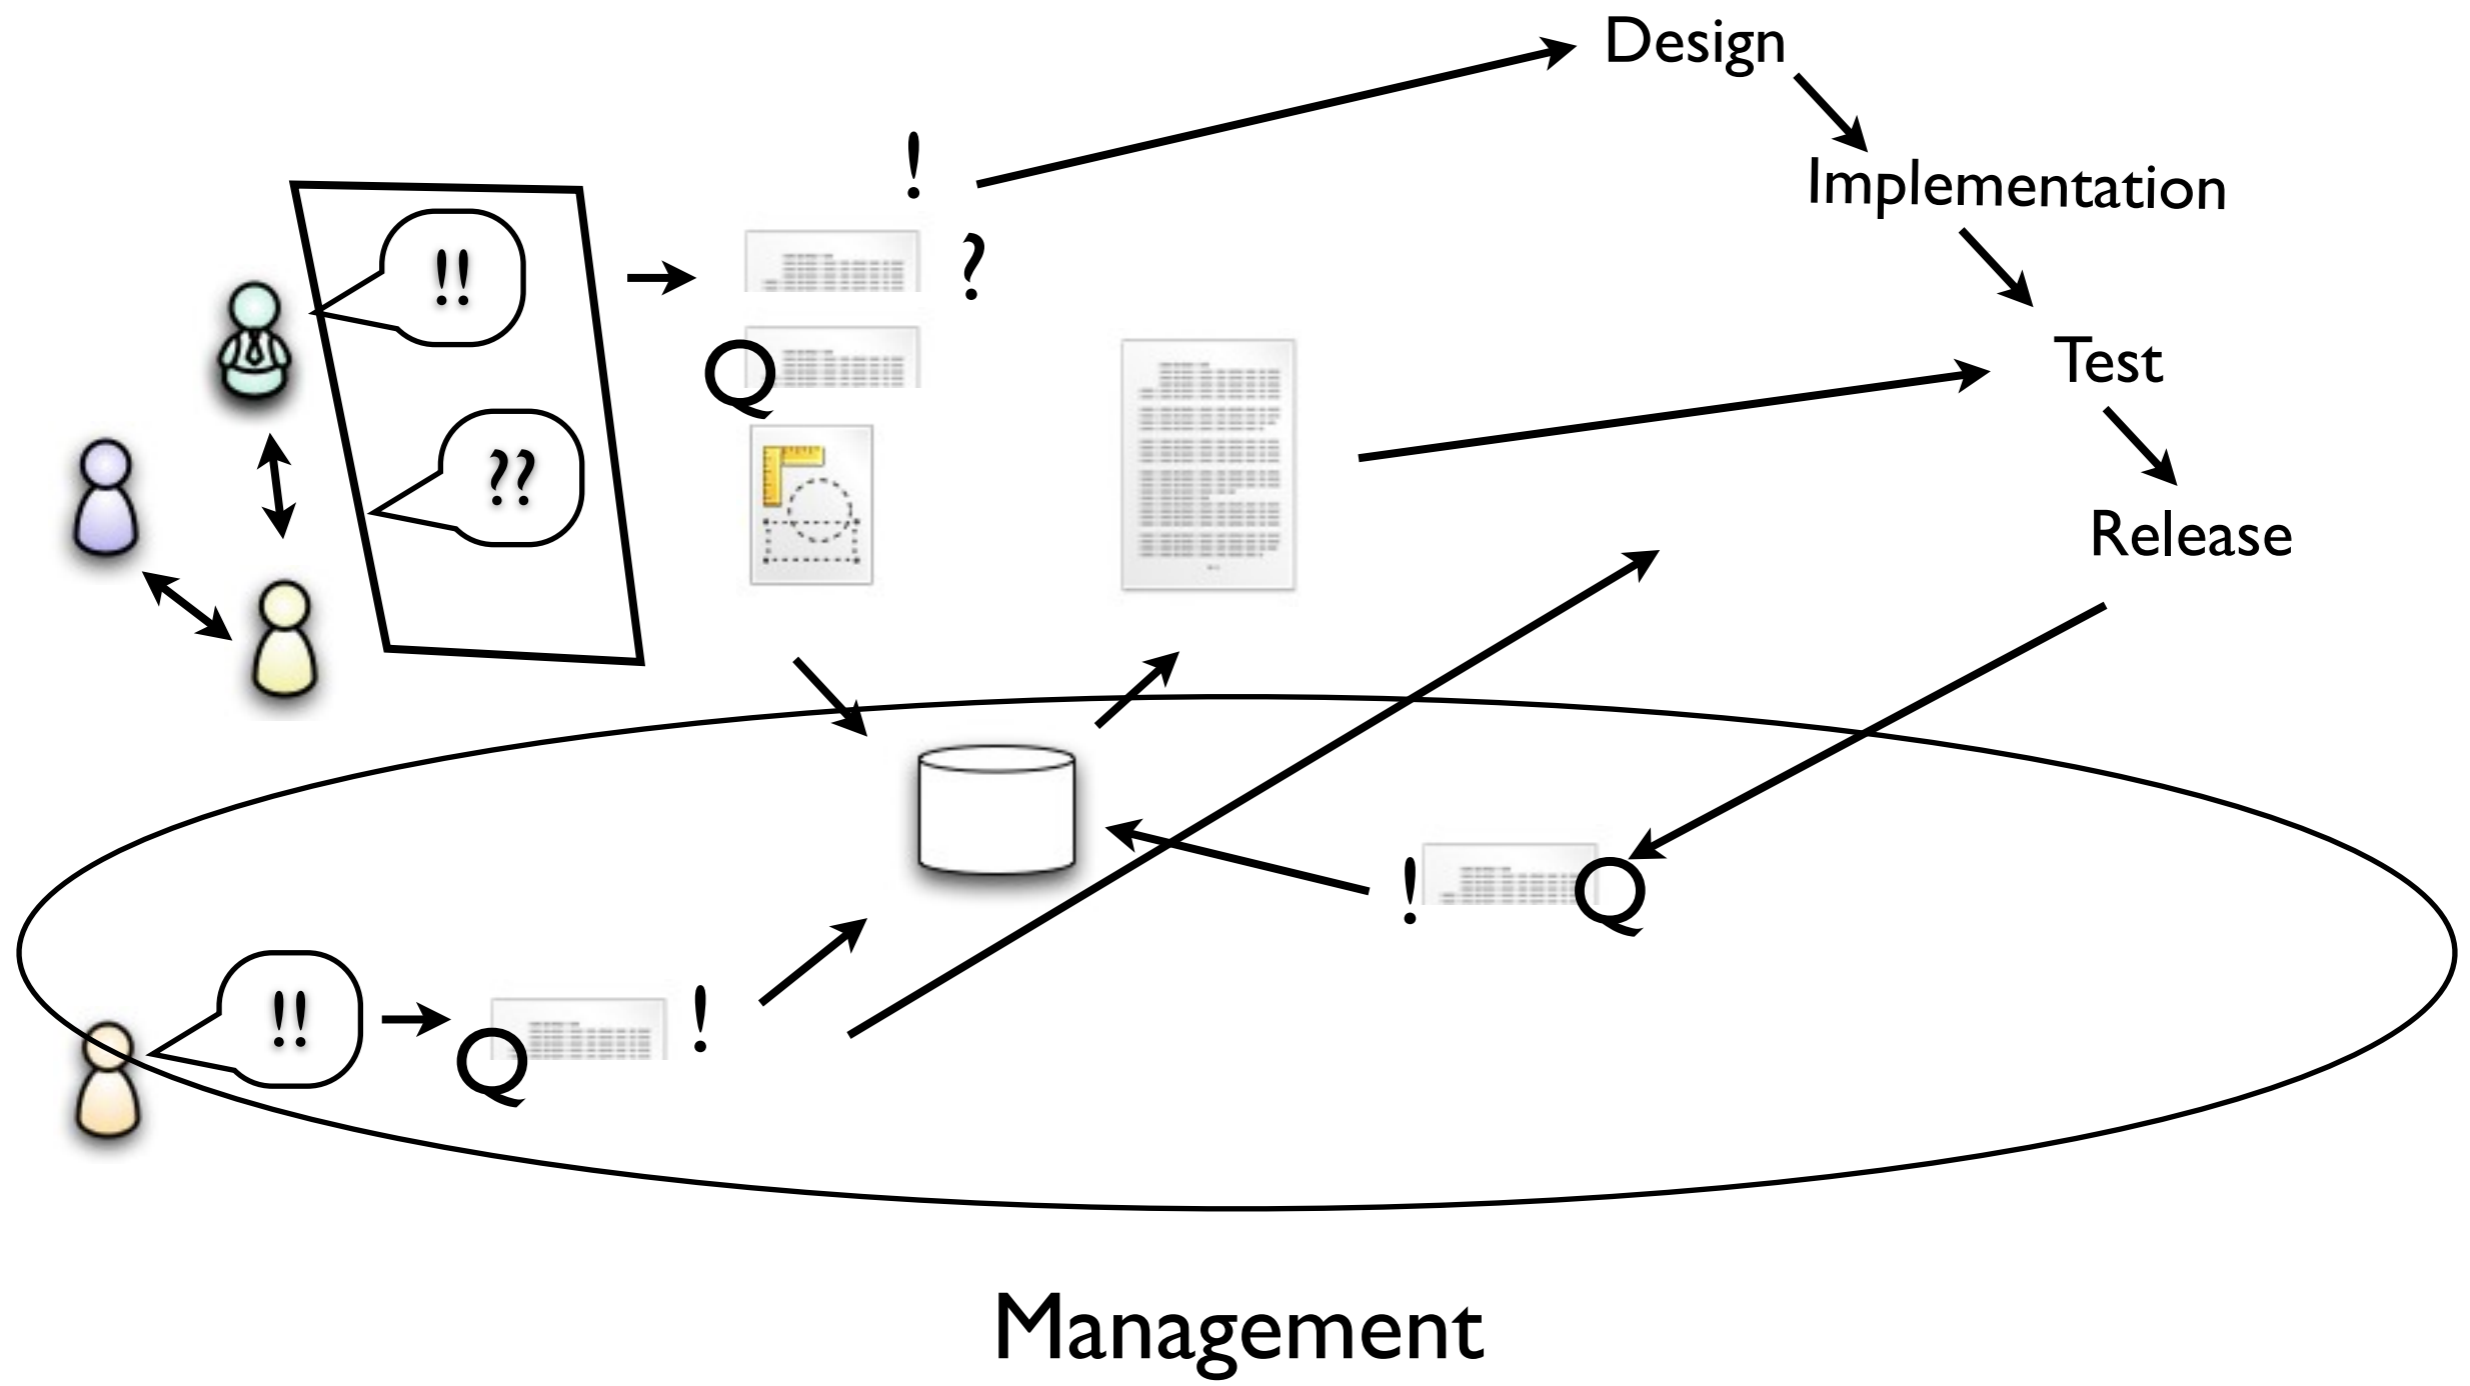 Design
!
Implementation
!!
?
Q
Test
??
Release
! Q
!!
Q !
Management